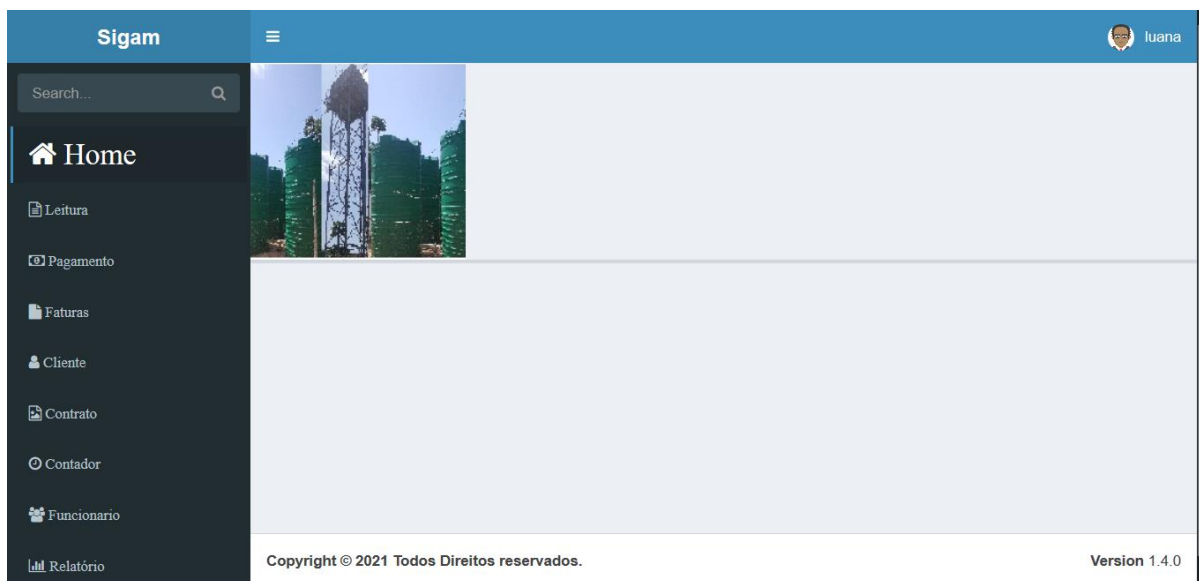 Sigam
luana
Search...
Home
Leitura
Pagamento
Faturas
Cliente
Contrato
Contador
Funcionario
Relatório
Copyright © 2021 Todos Direitos reservados.
Version 1.4.0